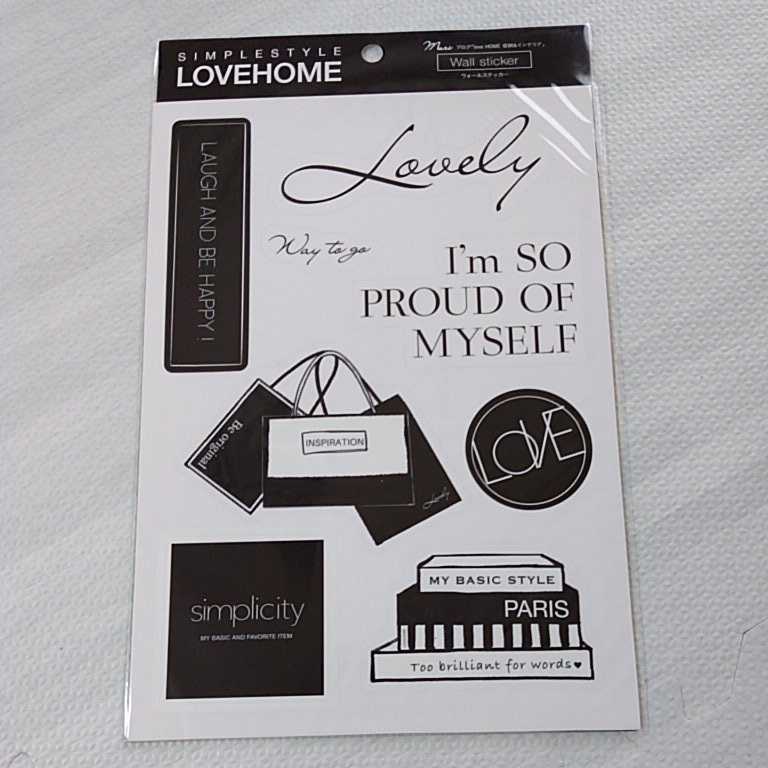 SIMPLESTYLE
LOVEHOME
Wall sticker
ウォールステッカー
LAUGH AND BE HAPPY !
Lovely
Way to go
I'm SO
PROUD OF
MYSELF
Be original
INSPIRATION
Lovely
LOVE
simplicity
MY BASIC AND FAVORITE ITEM
MY BASIC STYLE
PARIS
Too brilliant for words♥